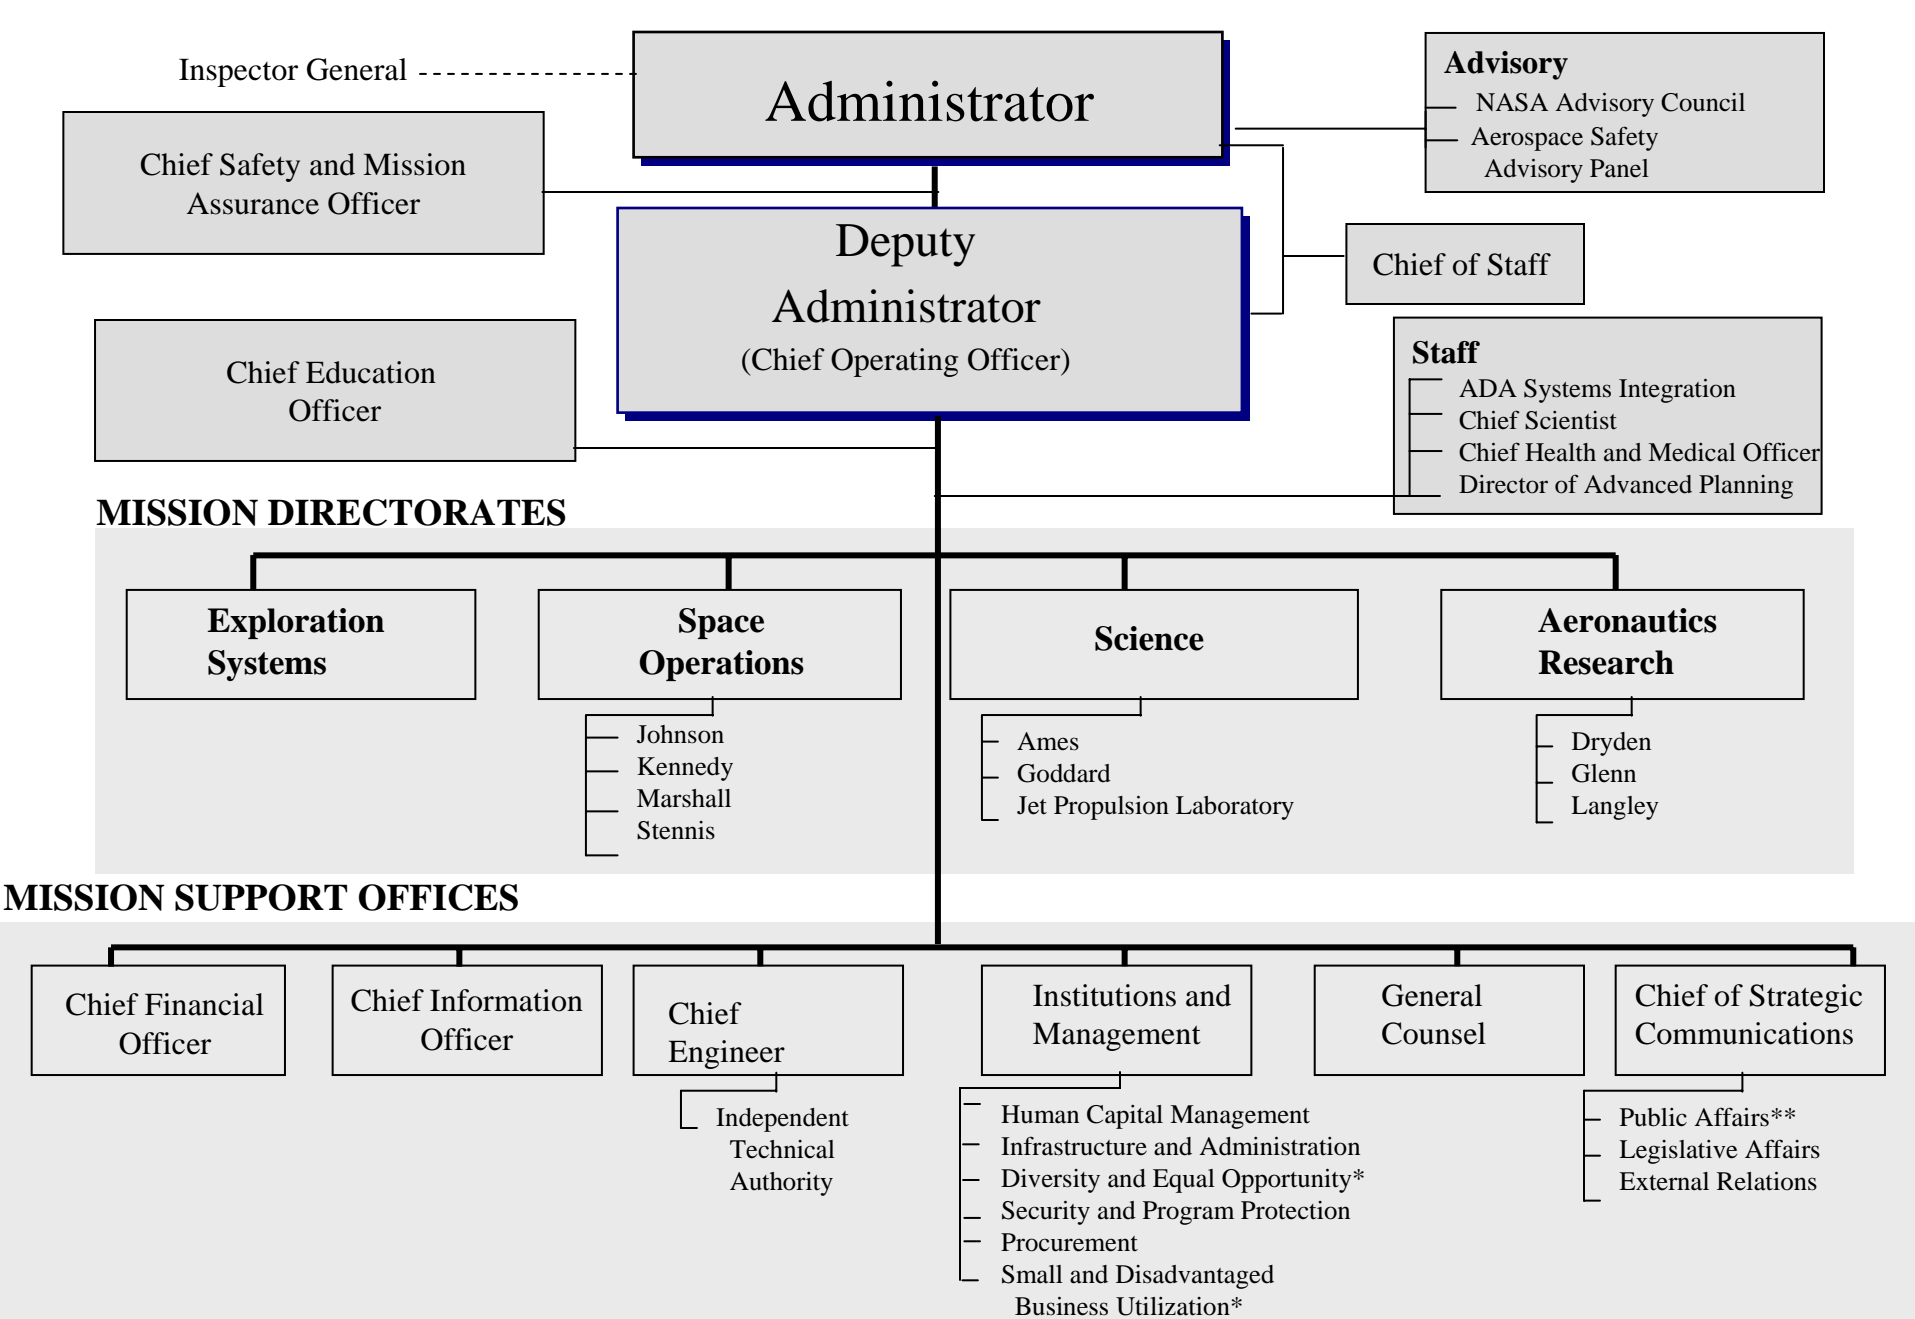 Inspector General
Administrator
Advisory
NASA Advisory Council
Aerospace Safety
Advisory Panel
Chief Safety and Mission
Assurance Officer
Deputy
Administrator
(Chief Operating Officer)
Chief of Staff
Chief Education
Officer
Staff
ADA Systems Integration
Chief Scientist
Chief Health and Medical Officer
Director of Advanced Planning
MISSION DIRECTORATES
Exploration
Systems
Space
Operations
Johnson
Kennedy
Marshall
Stennis
Science
Ames
Goddard
Jet Propulsion Laboratory
Aeronautics
Research
Dryden
Glenn
Langley
MISSION SUPPORT OFFICES
Chief Financial
Officer
Chief Information
Officer
Chief
Engineer
Independent
Technical
Authority
Institutions and
Management
Human Capital Management
Infrastructure and Administration
Diversity and Equal Opportunity*
Security and Program Protection
Procurement
Small and Disadvantaged
Business Utilization*
General
Counsel
Chief of Strategic
Communications
Public Affairs**
Legislative Affairs
External Relations